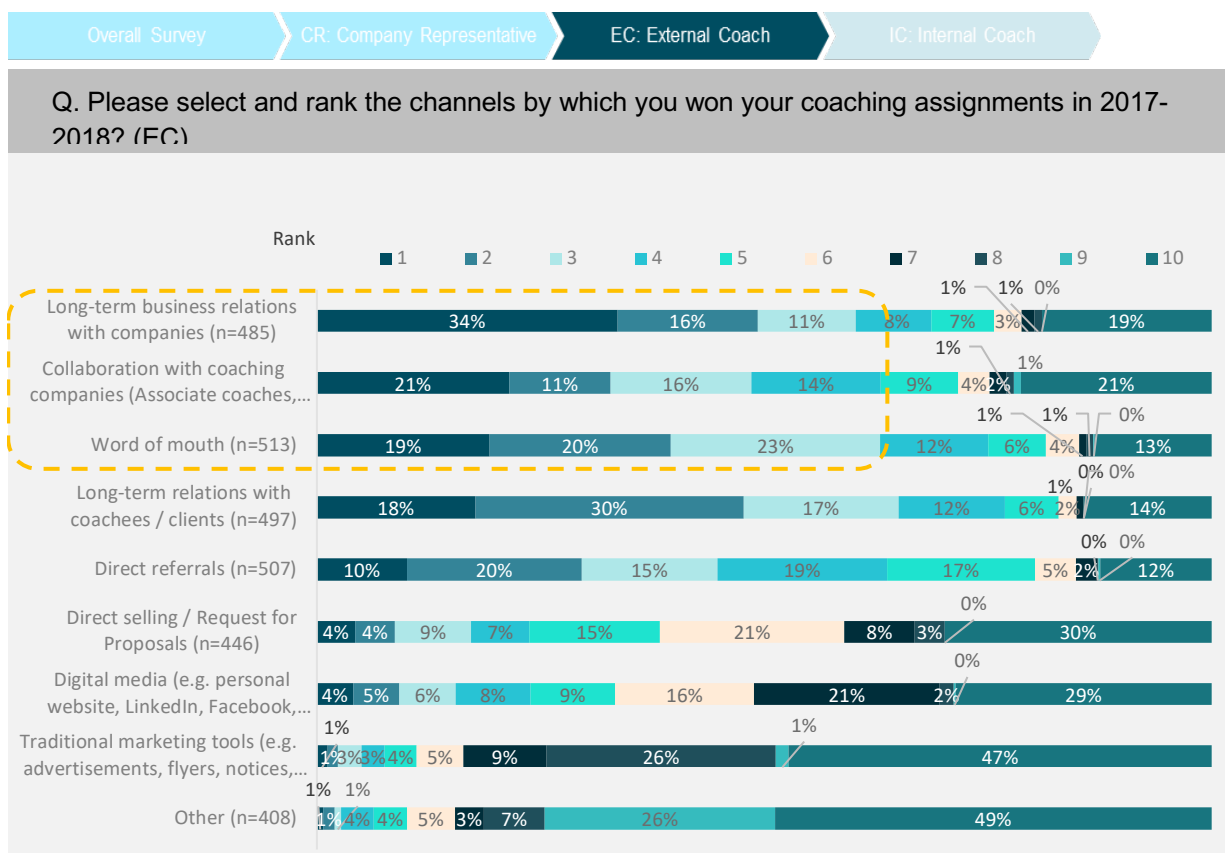 Overall Survey
CR: Company Representative
EC: External Coach
IC: Internal Coach
Q. Please select and rank the channels by which you won your coaching assignments in 2017-
2018? (EC)
Rank
1 2 3 4 5 6 7 8 9 10
1% 1% 0%
Long-term business relations
with companies (n=485)
34% 16% 11% 8% 7% 3% 19%
1% 1%
Collaboration with coaching
companies (Associate coaches,...
21% 11% 16% 14% 9% 4% 2% 21%
1% 1% 0%
Word of mouth (n=513)
19% 20% 23% 12% 6% 4% 13%
1% 0% 0%
Long-term relations with
coachees / clients (n=497)
18% 30% 17% 12% 6% 2% 14%
0% 0%
Direct referrals (n=507)
10% 20% 15% 19% 17% 5% 2% 12%
0%
Direct selling / Request for
Proposals (n=446)
4% 4% 9% 7% 15% 21% 8% 3% 30%
0%
Digital media (e.g. personal
website, LinkedIn, Facebook,...
4% 5% 6% 8% 9% 16% 21% 2% 29%
1% 1%
Traditional marketing tools (e.g.
advertisements, flyers, notices,...
1% 3% 3% 4% 5% 9% 26% 47%
1% 1%
Other (n=408)
1% 4% 4% 5% 3% 7% 26% 49%